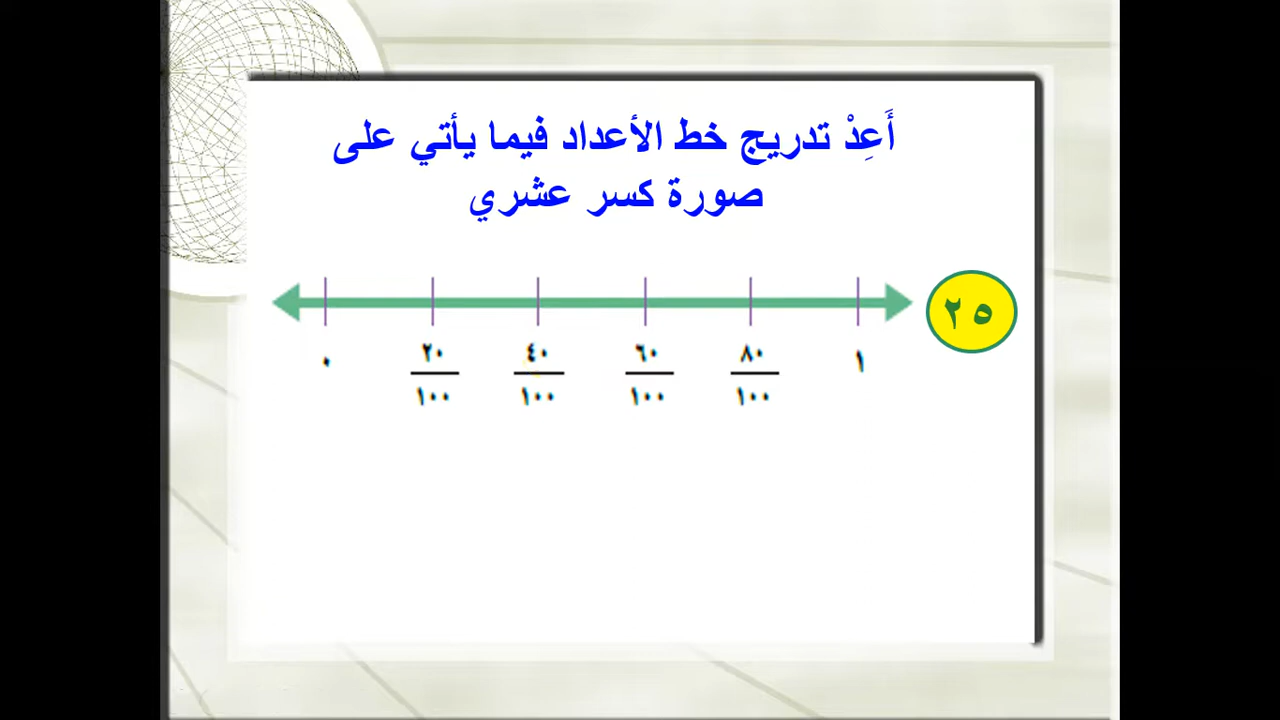 أَعِدْ تدريج خط الأعداد فيما يأتي على
صورة كسر عشري
٢٥
٠ ٢٠/١٠٠ ٤٠/١٠٠ ٦٠/١٠٠ ٨٠/١٠٠ ١